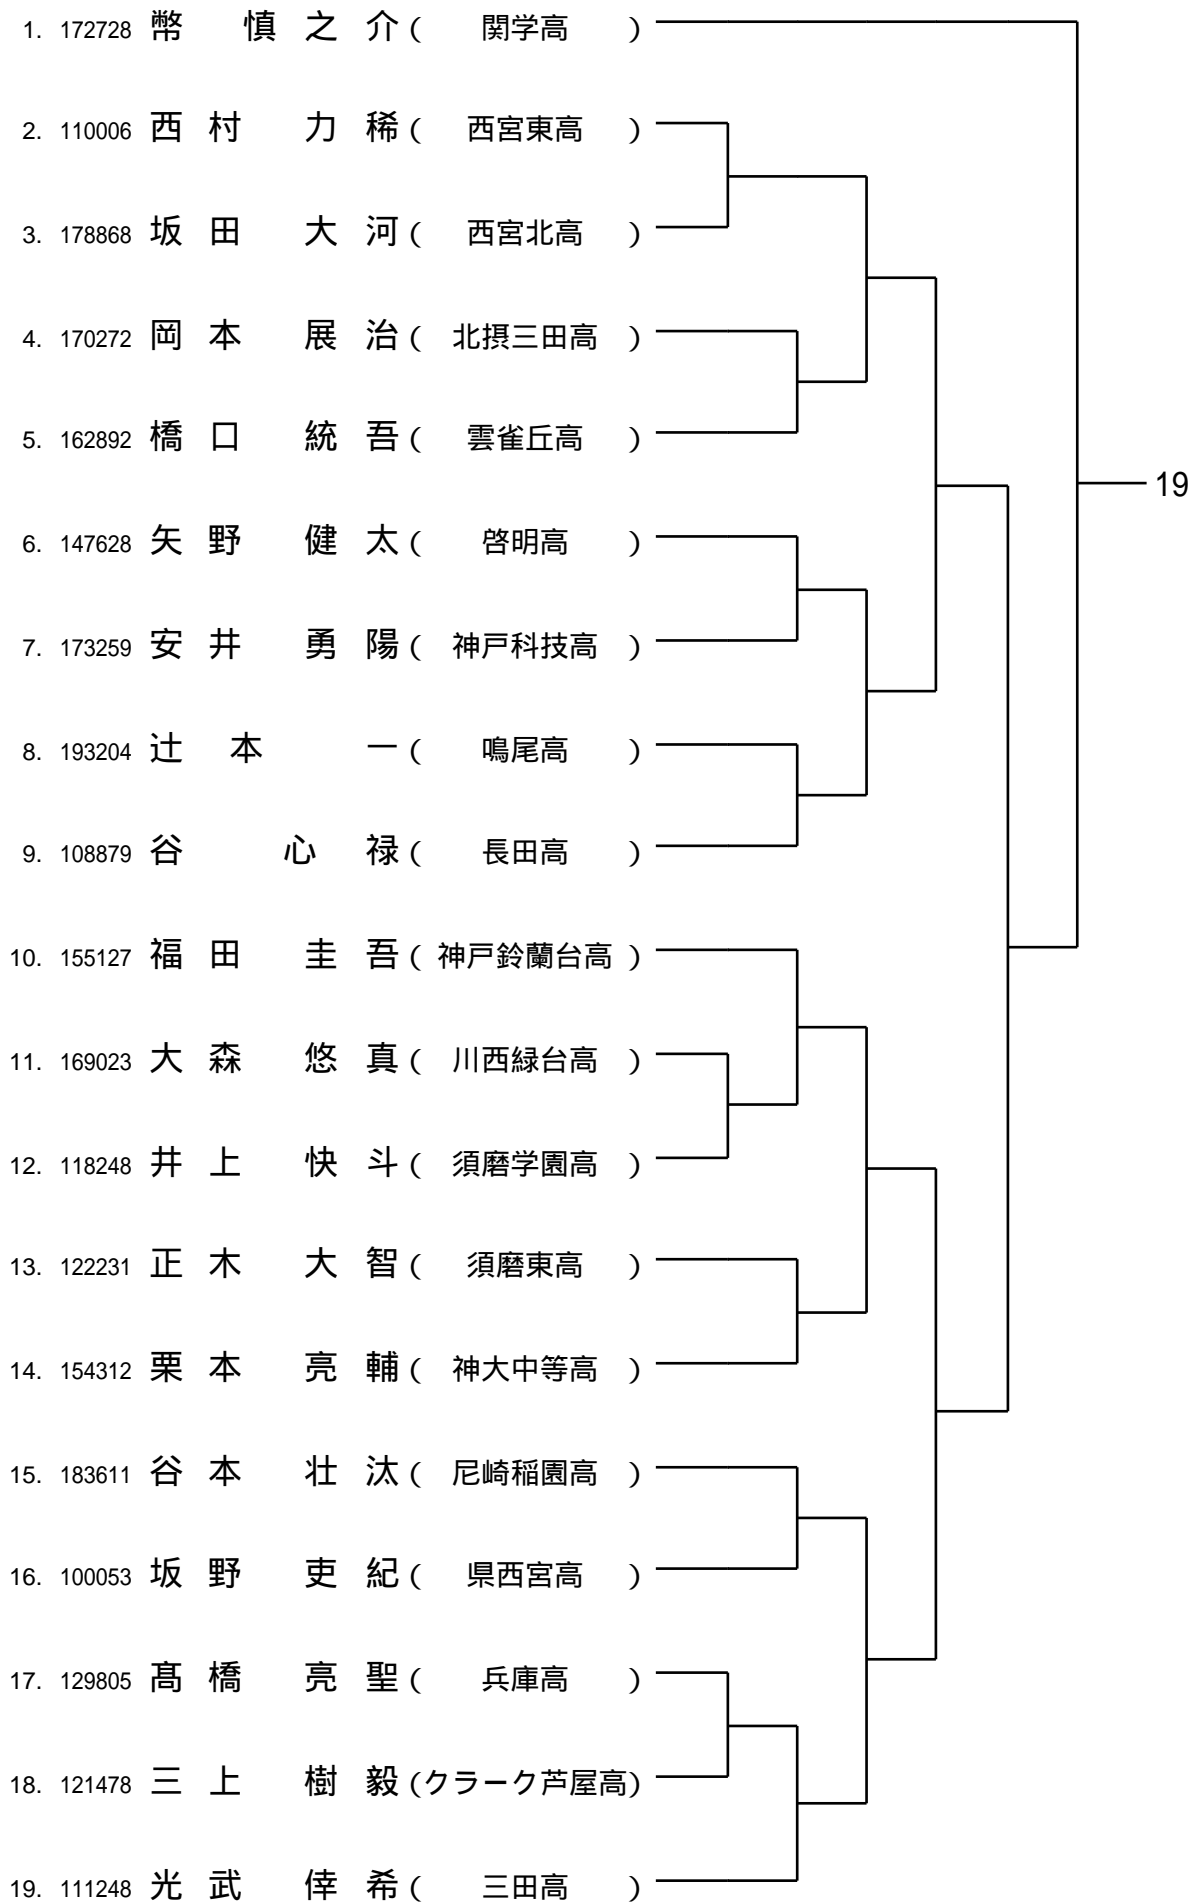 1. 172728 幣 慎之介 ( 関学高 )
2. 110006 西村 力稀 ( 西宮東高 )
3. 178868 坂田 大河 ( 西宮北高 )
4. 170272 岡本 展治 ( 北摂三田高 )
5. 162892 橋口 統吾 ( 雲雀丘高 )
19
6. 147628 矢野 健太 ( 啓明高 )
7. 173259 安井 勇陽 ( 神戸科技高 )
8. 193204 辻本 一 ( 鳴尾高 )
9. 108879 谷 心禄 ( 長田高 )
10. 155127 福田 圭吾 ( 神戸鈴蘭台高 )
11. 169023 大森 悠真 ( 川西緑台高 )
12. 118248 井上 快斗 ( 須磨学園高 )
13. 122231 正木 大智 ( 須磨東高 )
14. 154312 栗本 亮輔 ( 神大中等高 )
15. 183611 谷本 壮汰 ( 尼崎稲園高 )
16. 100053 坂野 吏紀 ( 県西宮高 )
17. 129805 髙橋 亮聖 ( 兵庫高 )
18. 121478 三上 樹毅 (クラーク芦屋高)
19. 111248 光武 倖希 ( 三田高 )